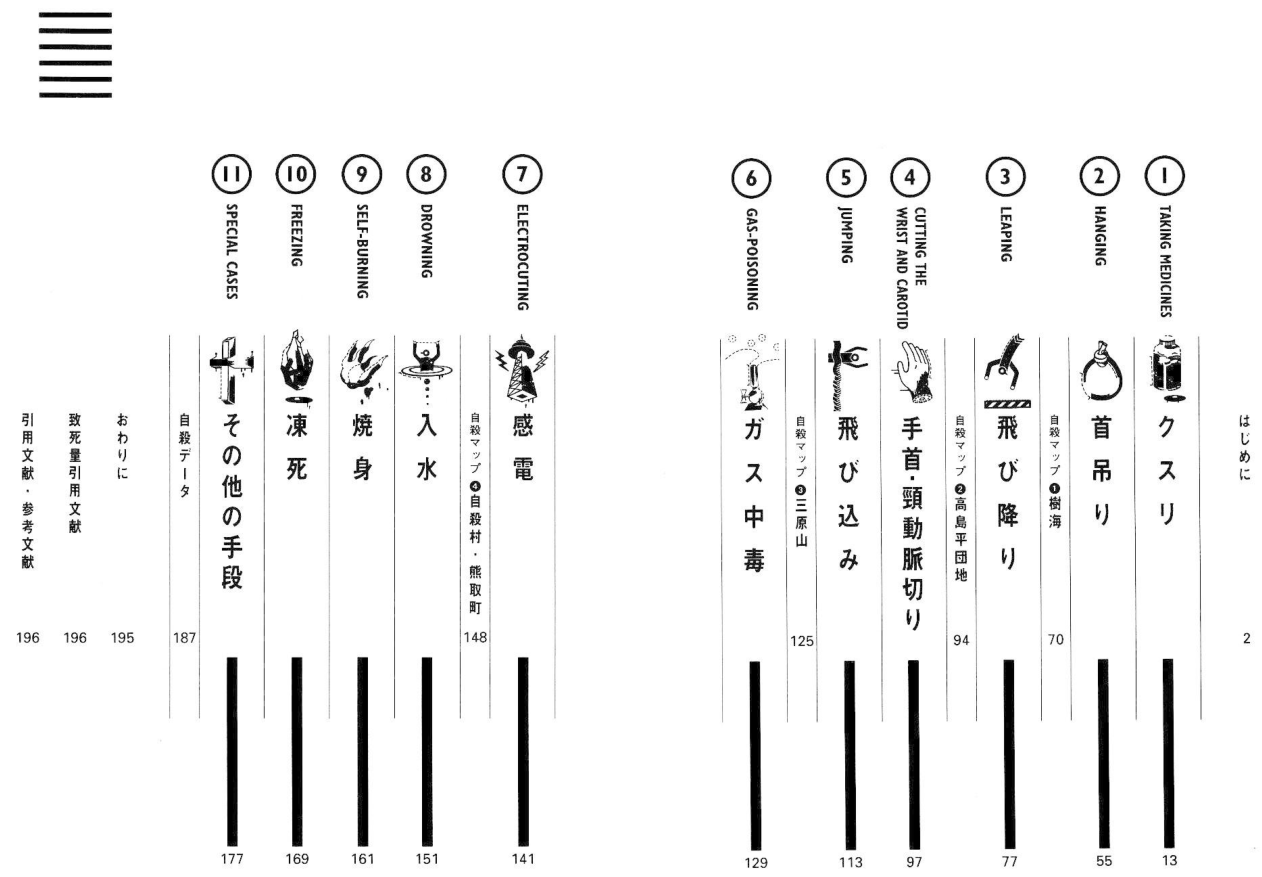 はじめに 2
1 TAKING MEDICINES クスリ 13
2 HANGING 首吊り 55
自殺マップ❶樹海 70
3 LEAPING 飛び降り 77
自殺マップ❷高島平団地 94
4 CUTTING THE
WRIST AND CAROTID
手首・頸動脈切り 97
5 JUMPING 飛び込み 113
自殺マップ❸三原山 125
6 GAS-POISONING ガス中毒 129
7 ELECTROCUTING 感電 141
自殺マップ❹自殺村・熊取町 148
8 DROWNING 入水 151
9 SELF-BURNING 焼身 161
10 FREEZING 凍死 169
11 SPECIAL CASES その他の手段 177
自殺データ 187
おわりに 195
致死量引用文献 196
引用文献・参考文献 196